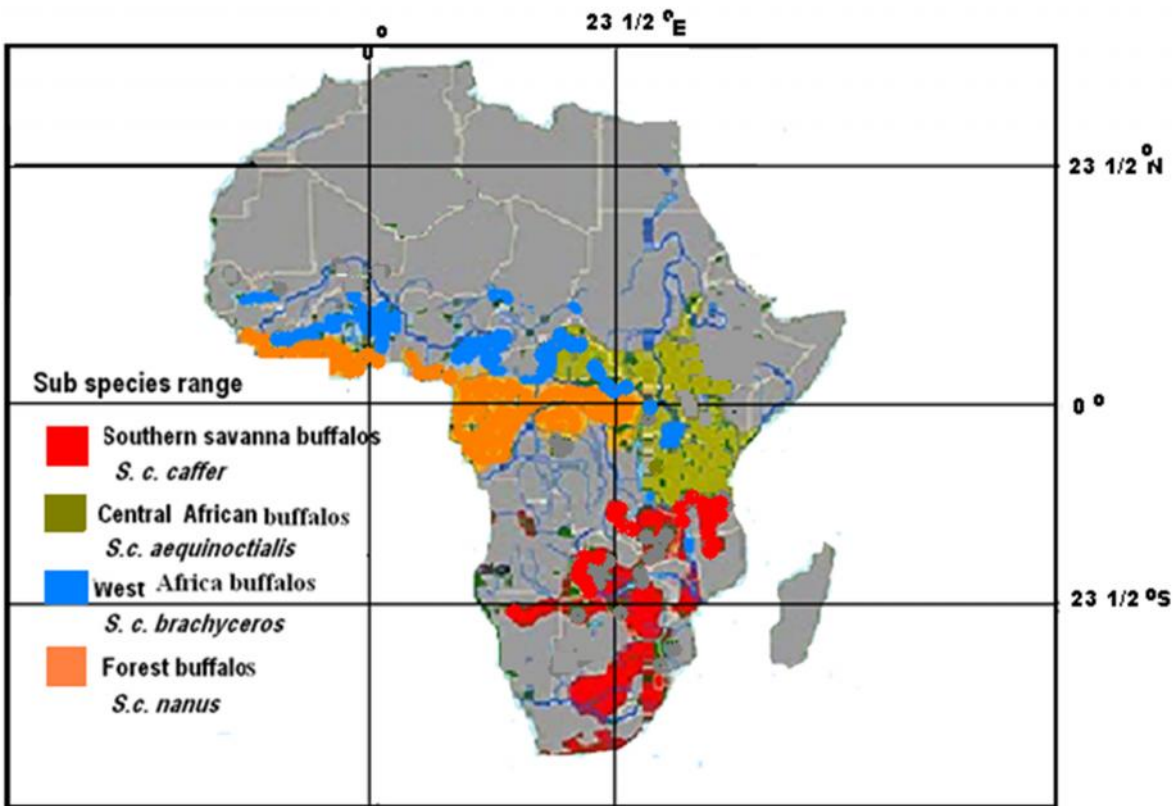 23 1/2 °E
0°
23 1/2 °N
Sub species range
0°
Southern savanna buffalos
S. c. caffer
Central African buffalos
S.c. aequinoctialis
West Africa buffalos
S. c. brachyceros
23 1/2 °S
Forest buffalos
S.c. nanus